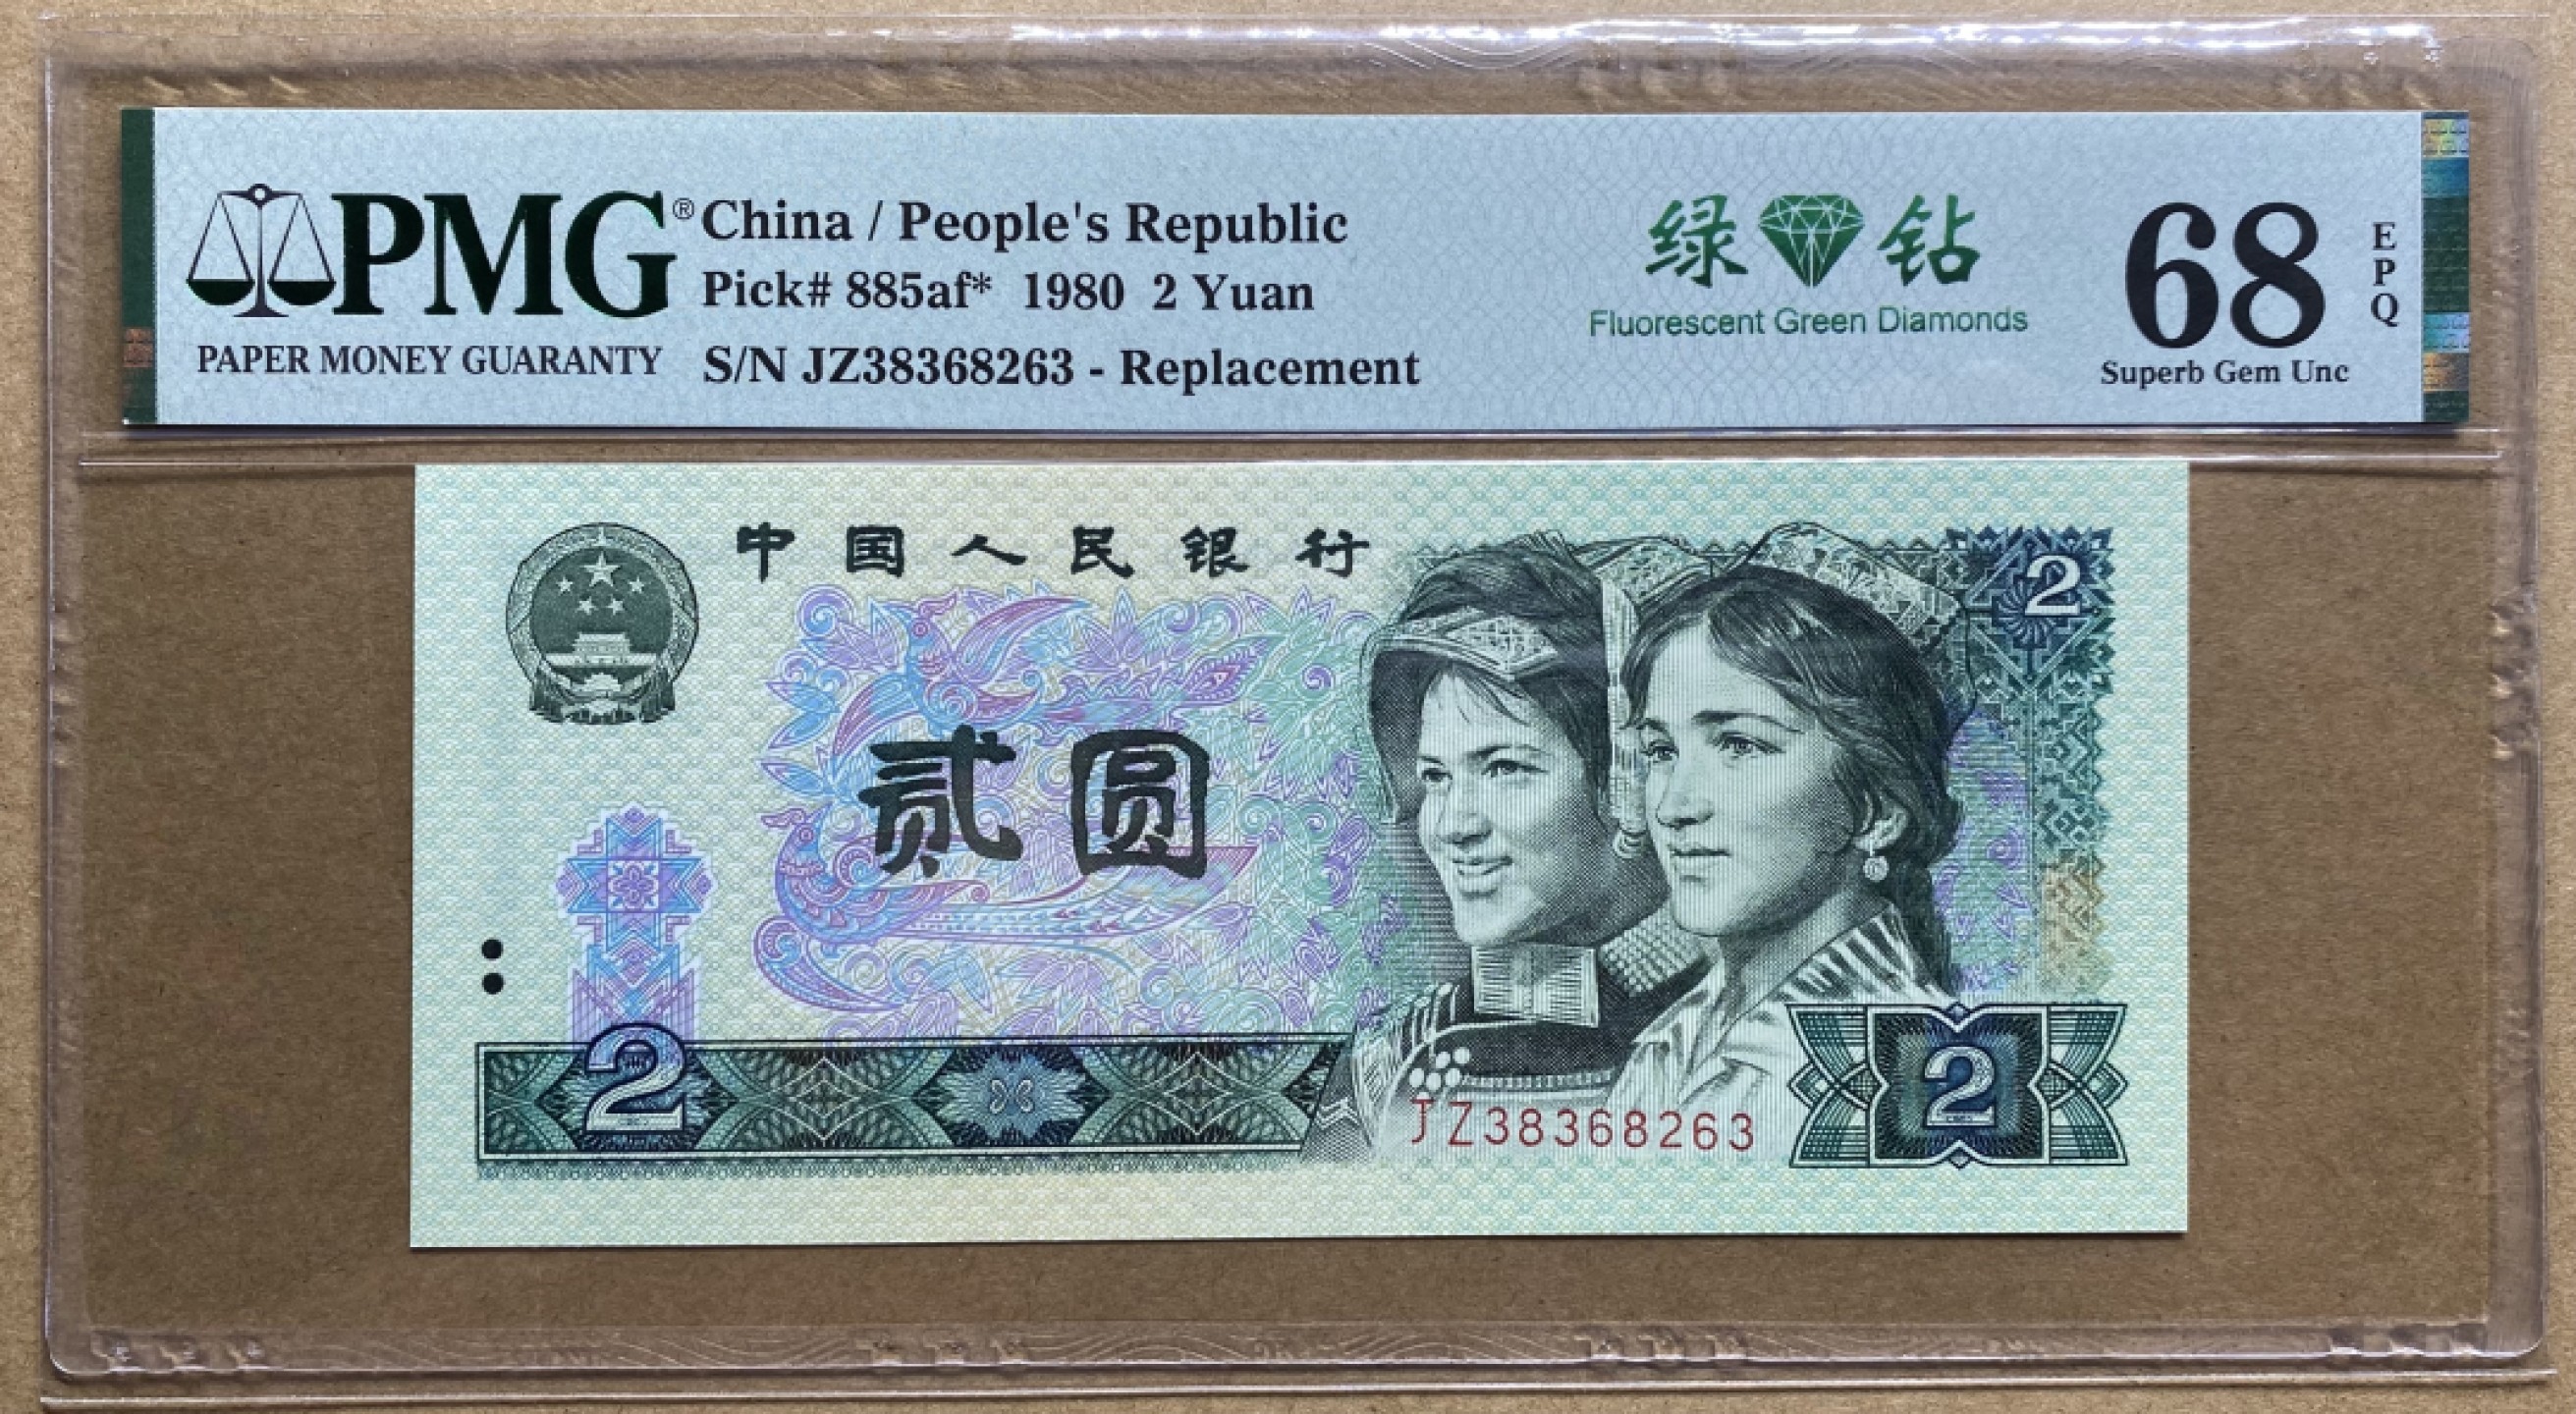 PMG®
PAPER MONEY GUARANTY
China / People's Republic
Pick# 885af* 1980 2 Yuan
S/N JZ38368263 - Replacement
绿 钻
Fluorescent Green Diamonds
68
Superb Gem Unc
EPQ
中国人民银行
2
贰圆
2
JZ38368263
2